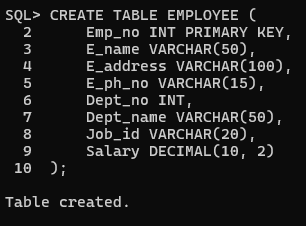 SQL> CREATE TABLE EMPLOYEE (
  2      Emp_no INT PRIMARY KEY,
  3      E_name VARCHAR(50),
  4      E_address VARCHAR(100),
  5      E_ph_no VARCHAR(15),
  6      Dept_no INT,
  7      Dept_name VARCHAR(50),
  8      Job_id VARCHAR(20),
  9      Salary DECIMAL(10, 2)
 10  );
Table created.